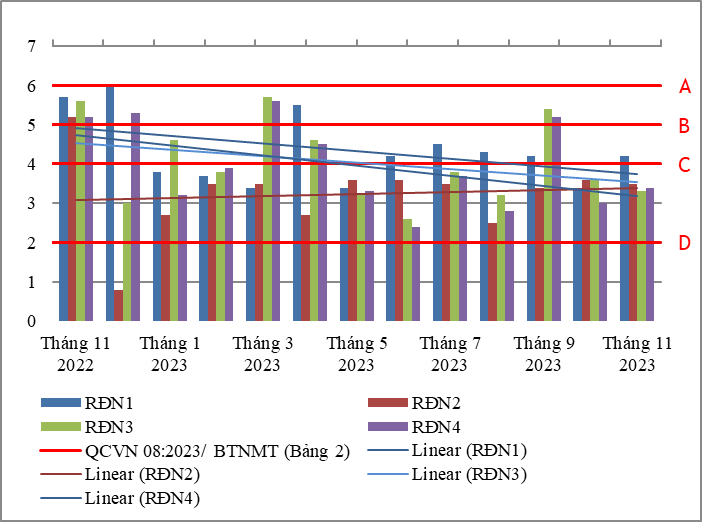 7
6
A
5
B
4
C
3
2
D
1
0
Tháng 11 Tháng 1 Tháng 3 Tháng 5 Tháng 7 Tháng 9 Tháng 11
2022 2023 2023 2023 2023 2023 2023
RĐN1 RĐN2
RĐN3 RĐN4
QCVN 08:2023/ BTNMT (Bảng 2) Linear (RĐN1)
Linear (RĐN2) Linear (RĐN3)
Linear (RĐN4)